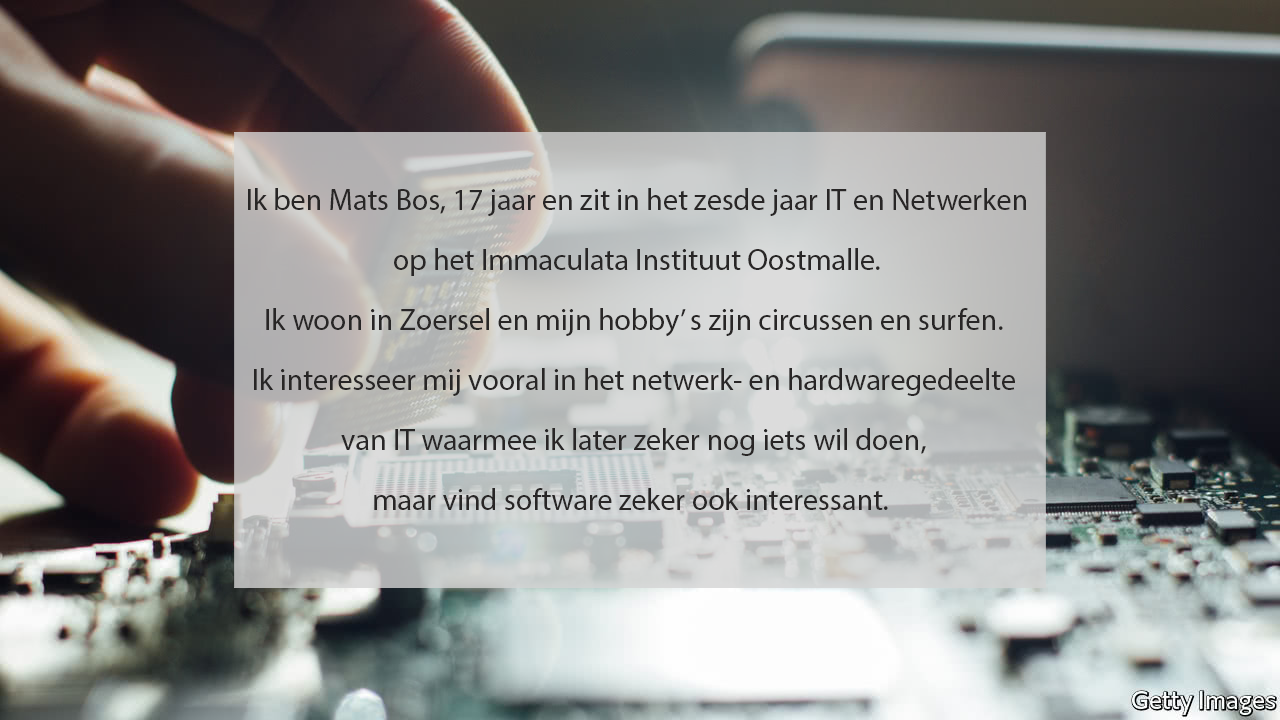 Ik ben Mats Bos, 17 jaar en zit in het zesde jaar IT en Netwerken
op het Immaculata Instituut Oostmalle.
Ik woon in Zoersel en mijn hobby's zijn circussen en surfen.
Ik interesseer mij vooral in het netwerk- en hardwaregedeelte
van IT waarmee ik later zeker nog iets wil doen,
maar vind software zeker ook interessant.
Getty Images